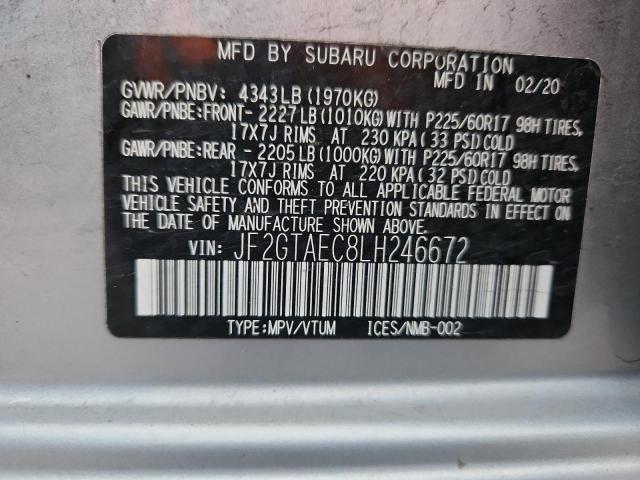 MFD BY SUBARU CORPORATION
MFD IN 02/20
GVWR/PNBV: 4343LB (1970KG)
GAWR/PNBE:FRONT-2227LB (1010KG) WITH P225/60R17 98H TIRES,
17X7J RIMS AT 230 KPA (33 PSI) COLD
GAWR/PNBE:REAR - 2205LB (1000KG) WITH P225/60R17 98H TIRES,
17X7J RIMS AT 220 KPA (32 PSI) COLD
THIS VEHICLE CONFORMS TO ALL APPLICABLE FEDERAL MOTOR
VEHICLE SAFETY AND THEFT PREVENTION STANDARDS IN EFFECT ON
THE DATE OF MANUFACTURE SHOWN ABOVE.
VIN: JF2GTAEC8LH246672
TYPE:MPV/VTUM ICES/NMB-002